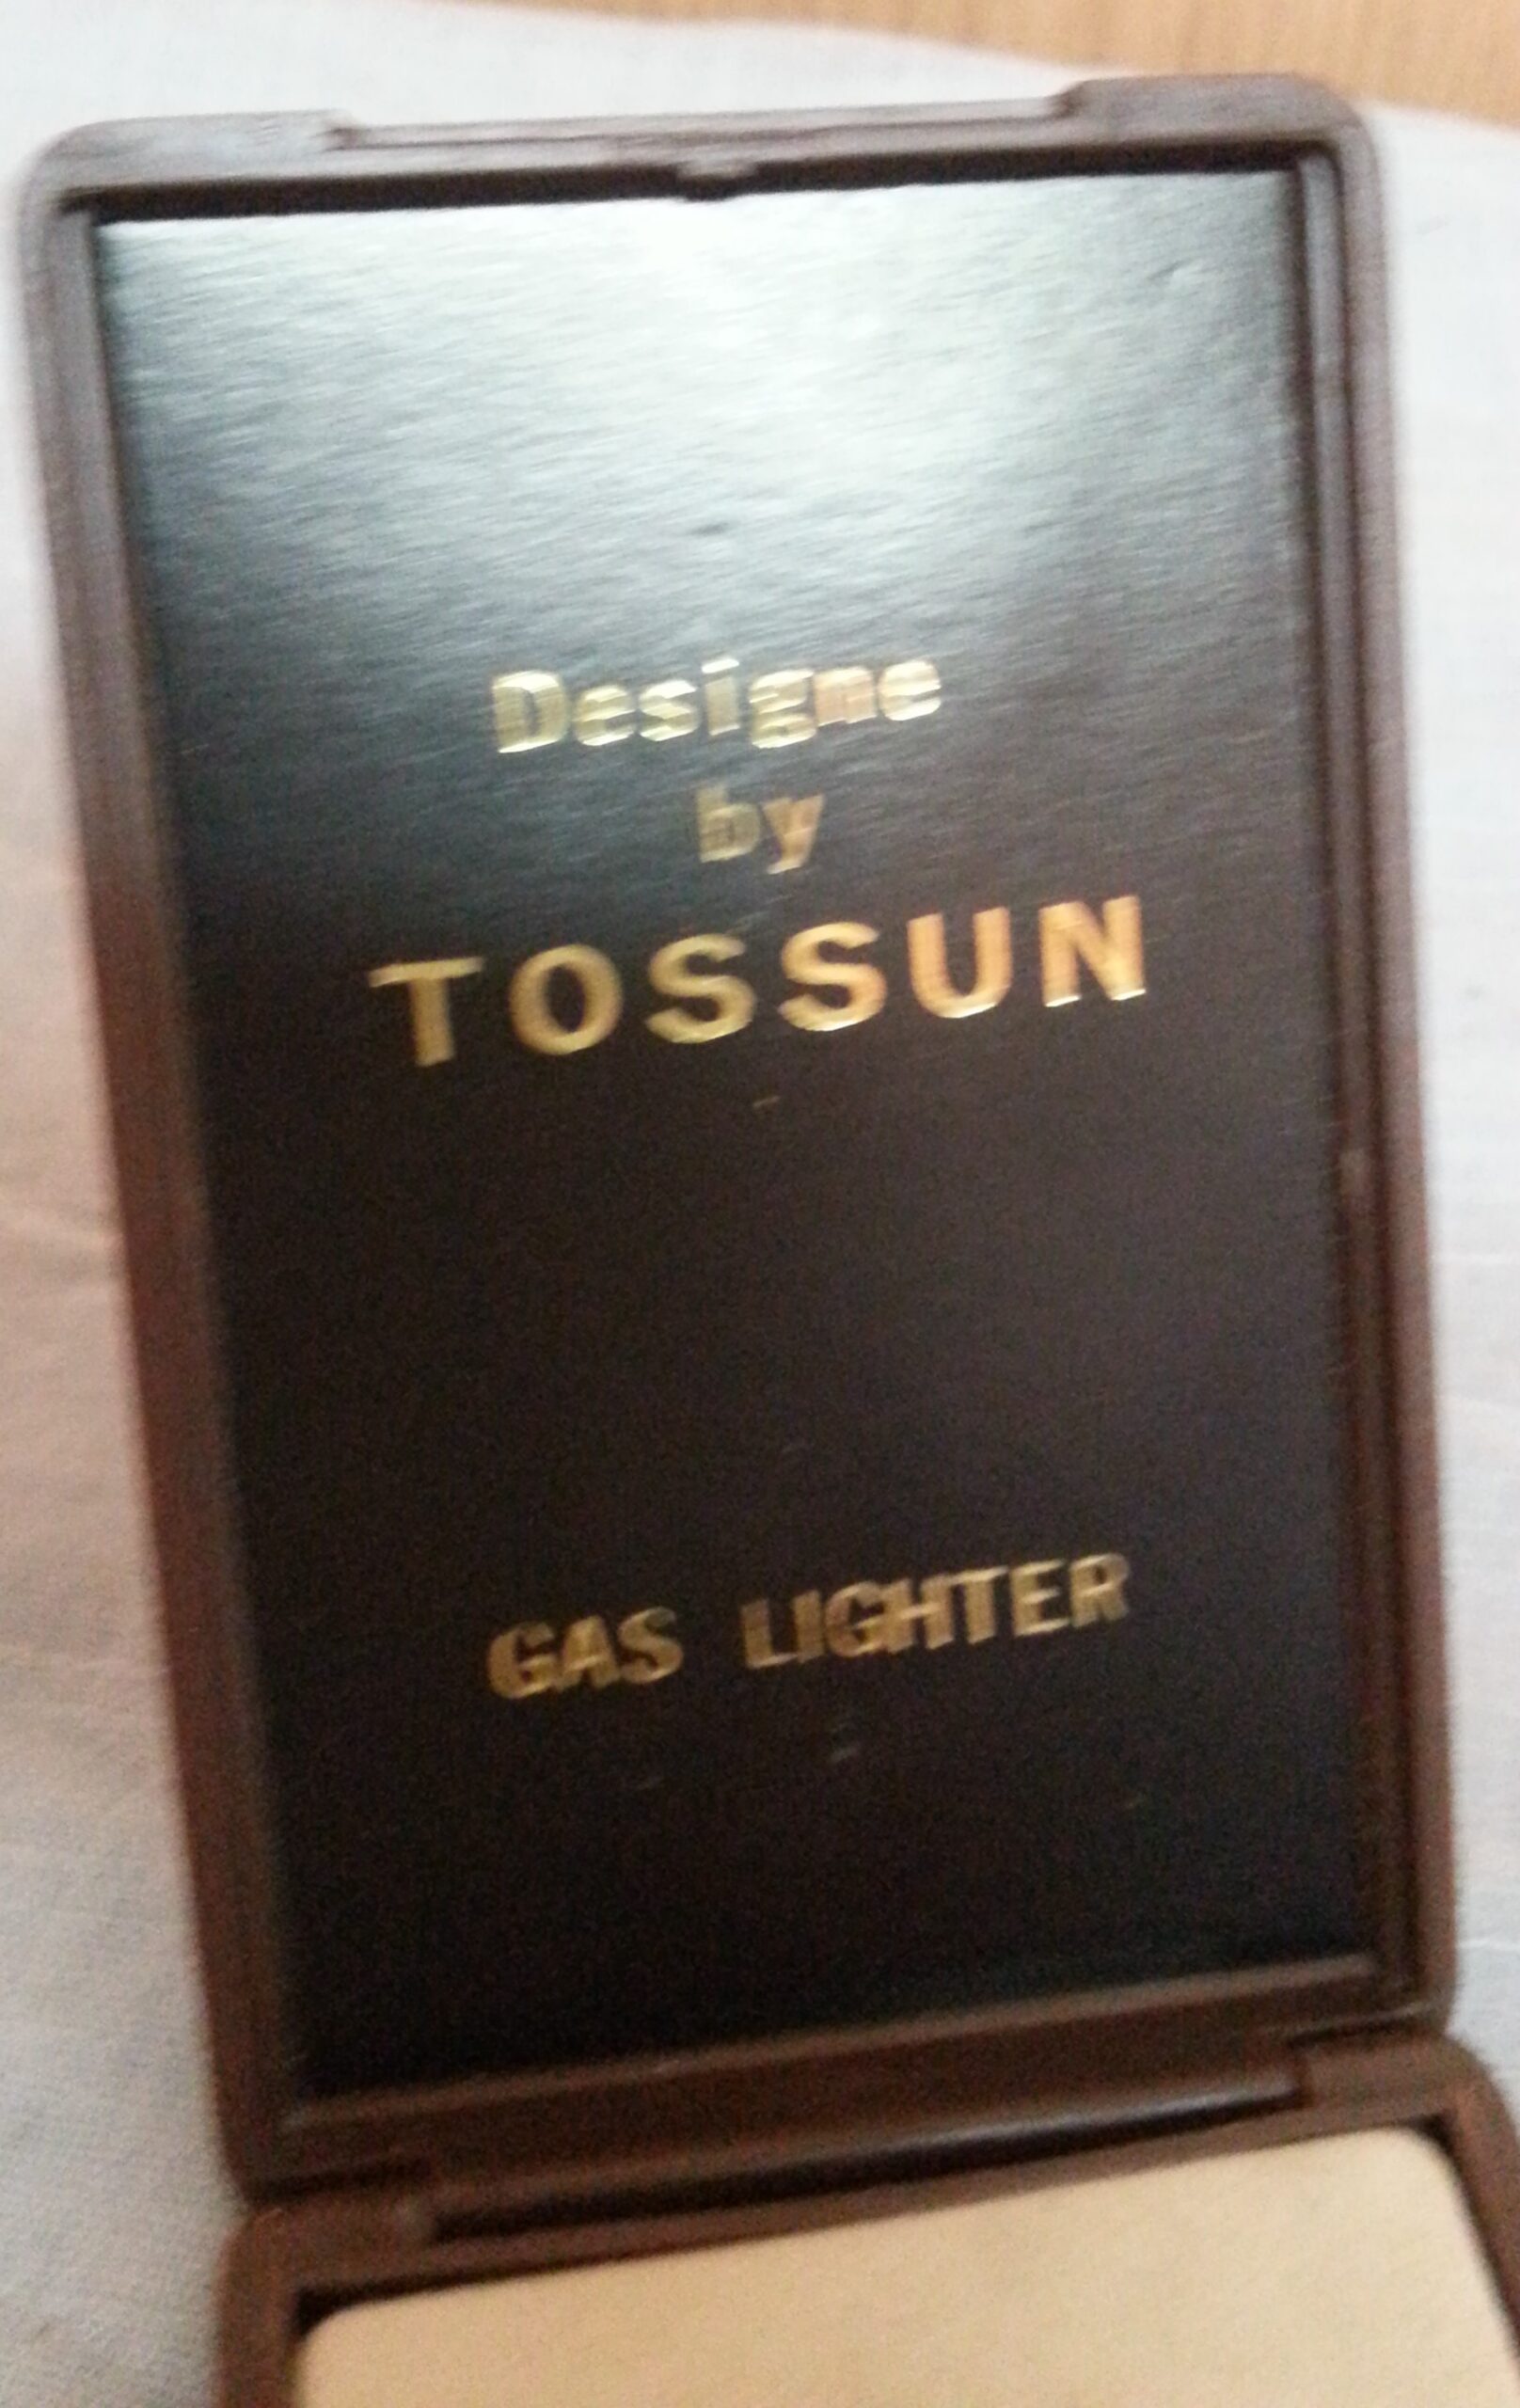 Designe
by
TOSSUN
GAS LIGHTER